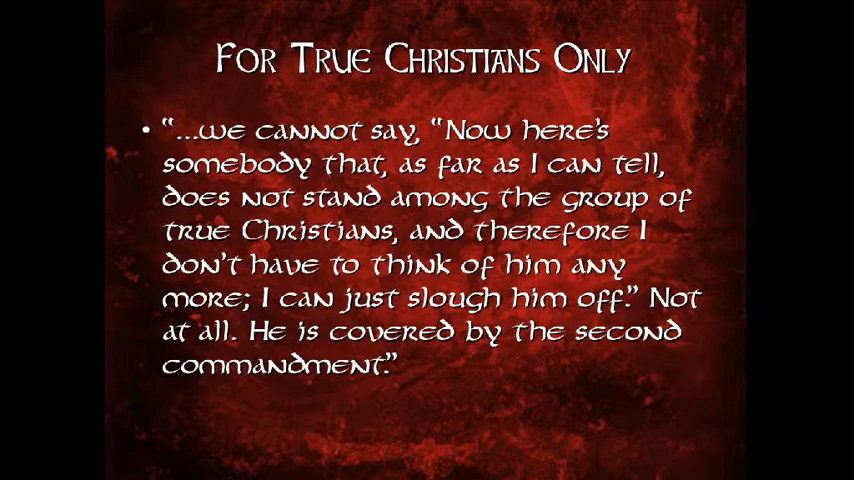 For True Christians Only
• “...we cannot say, “Now here's
somebody that, as far as I can tell,
does not stand among the group of
true Christians, and therefore I
don't have to think of him any
more; I can just slough him off.” Not
at all. He is covered by the second
commandment.”